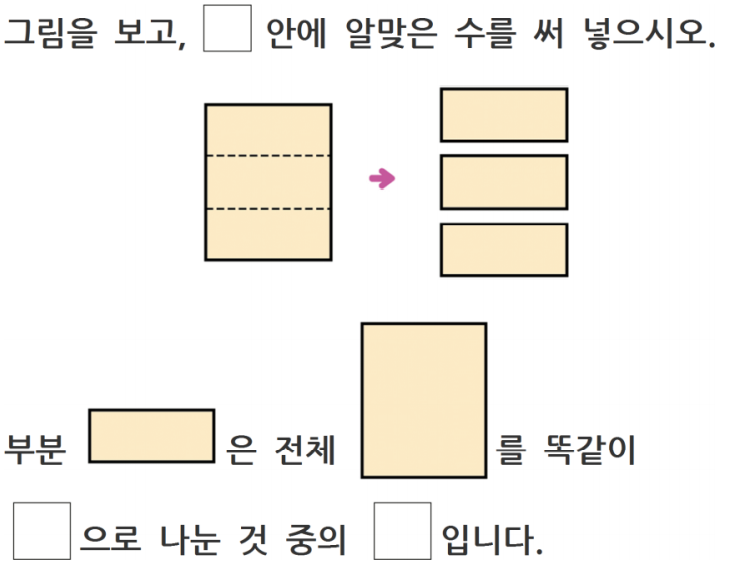 그림을 보고, □ 안에 알맞은 수를 써 넣으시오.
부분 은 전체 를 똑같이
□으로 나눈 것 중의 □입니다.